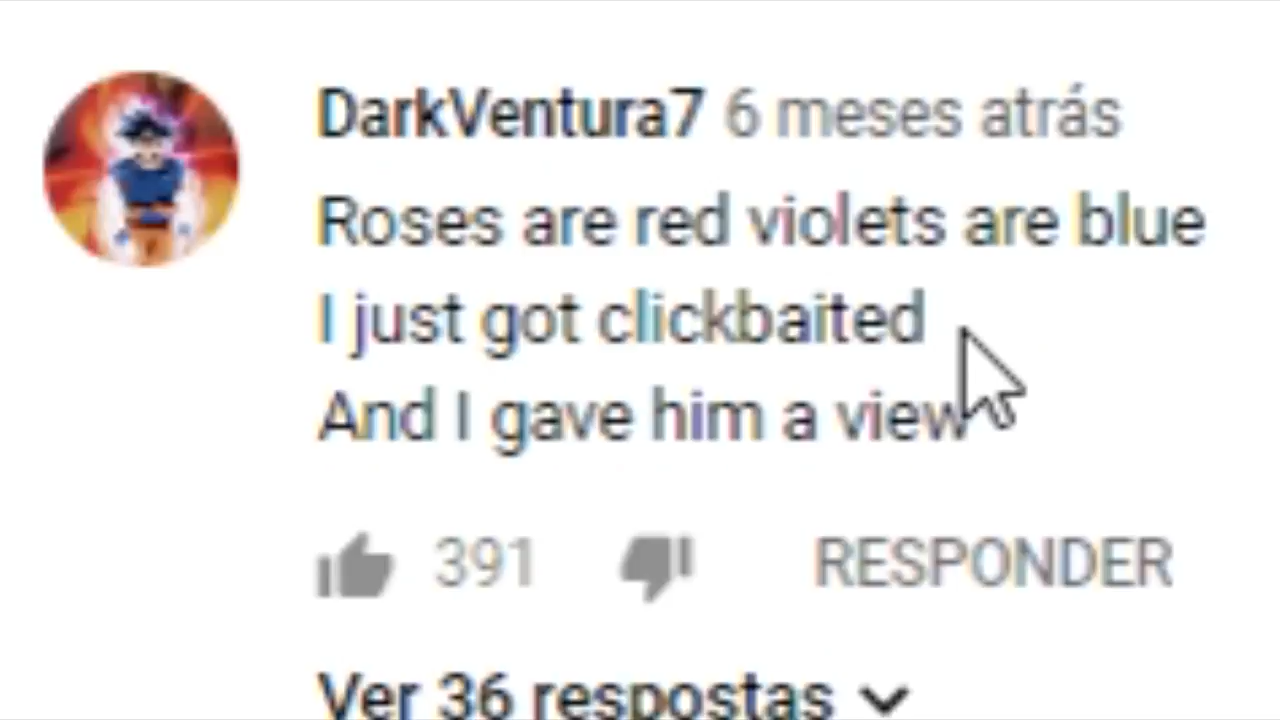 DarkVentura7 6 meses atrás
Roses are red violets are blue
I just got clickbaited
And I gave him a view
391 RESPONDER
Ver 36 respostas